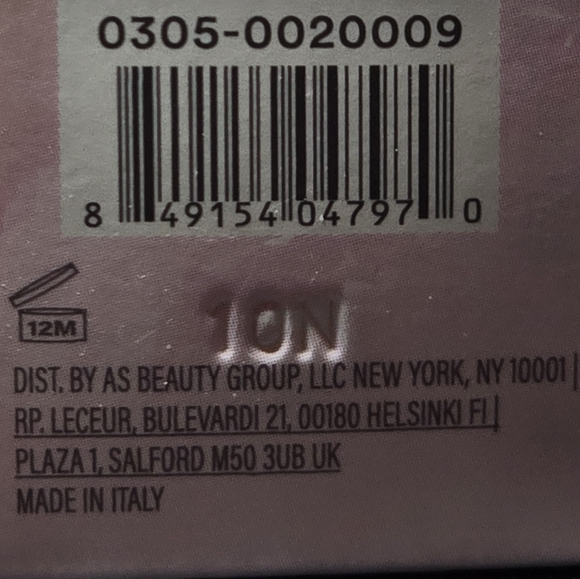 0305-0020009
8 49154 04797 0
12M
10N
DIST. BY AS BEAUTY GROUP, LLC NEW YORK, NY 10001 |
RP. LECEUR, BULEVARDI 21, 00180 HELSINKI FI |
PLAZA 1, SALFORD M50 3UB UK
MADE IN ITALY